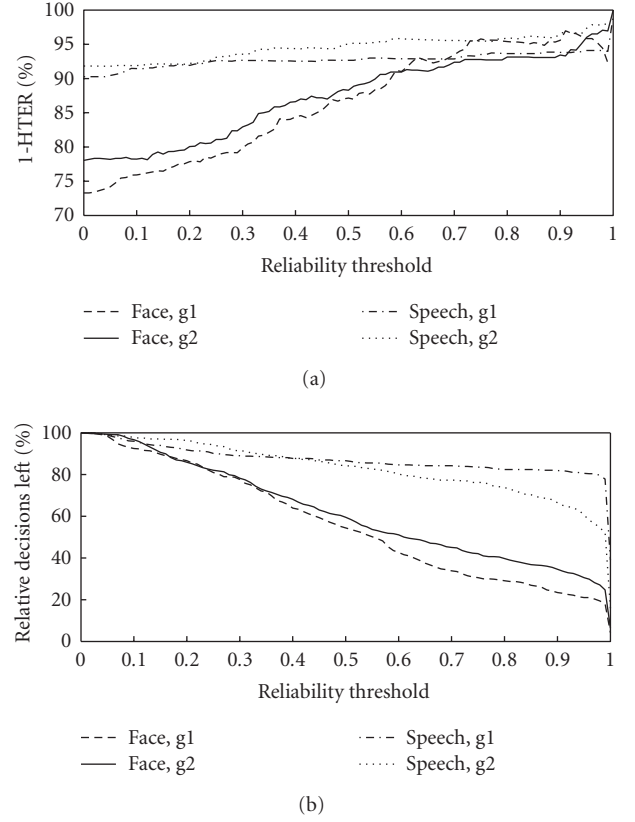 100
95
90
85
80
75
70
1-HTER (%)
0 0.1 0.2 0.3 0.4 0.5 0.6 0.7 0.8 0.9 1
Reliability threshold
Face, g1 Speech, g1
Face, g2 Speech, g2
(a)
100
80
60
40
20
0
Relative decisions left (%)
0 0.1 0.2 0.3 0.4 0.5 0.6 0.7 0.8 0.9 1
Reliability threshold
Face, g1 Speech, g1
Face, g2 Speech, g2
(b)